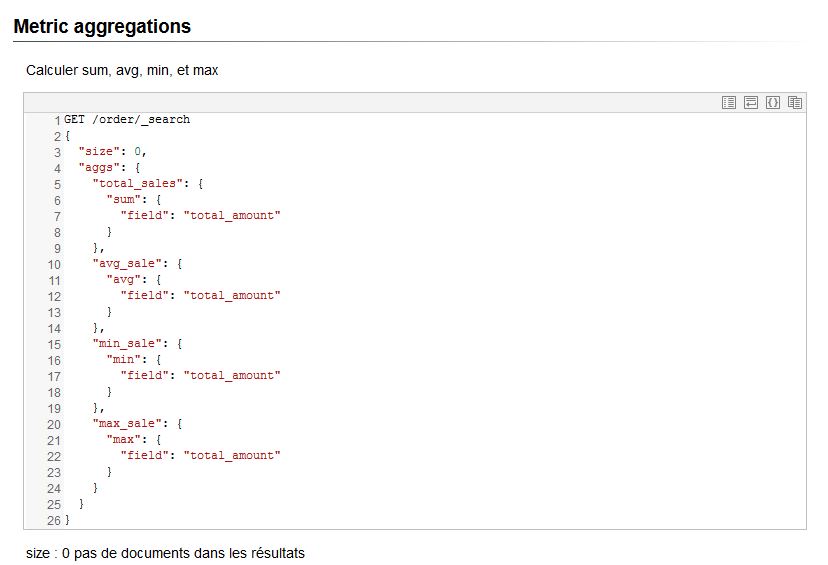 Metric aggregations
Calculer sum, avg, min, et max
1 GET /order/_search
2 {
3   "size": 0,
4   "aggs": {
5     "total_sales": {
6       "sum": {
7         "field": "total_amount"
8       }
9     },
10     "avg_sale": {
11       "avg": {
12         "field": "total_amount"
13       }
14     },
15     "min_sale": {
16       "min": {
17         "field": "total_amount"
18       }
19     },
20     "max_sale": {
21       "max": {
22         "field": "total_amount"
23       }
24     }
25   }
26 }
size : 0 pas de documents dans les résultats